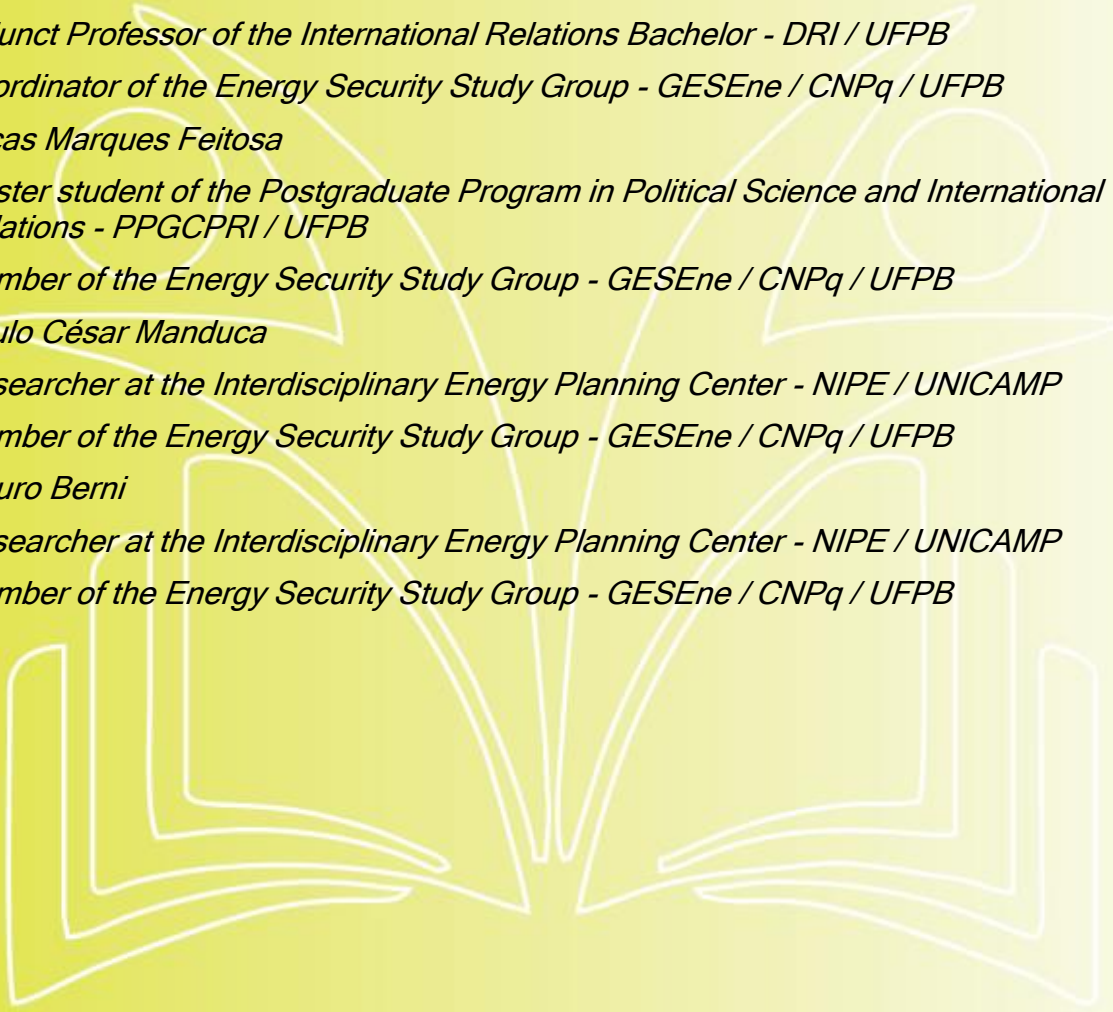 unct Professor of the International Relations Bachelor - DRI / UFPB
ordinator of the Energy Security Study Group - GESEne / CNPq / UFPB
cas Marques Feitosa
ster student of the Postgraduate Program in Political Science and International
lations - PPGCPRI / UFPB
mber of the Energy Security Study Group - GESEne / CNPq / UFPB
ulo César Manduca
searcher at the Interdisciplinary Energy Planning Center - NIPE / UNICAMP
mber of the Energy Security Study Group - GESEne / CNPq / UFPB
uro Berni
searcher at the Interdisciplinary Energy Planning Center - NIPE / UNICAMP
mber of the Energy Security Study Group - GESEne / CNPq / UFPB